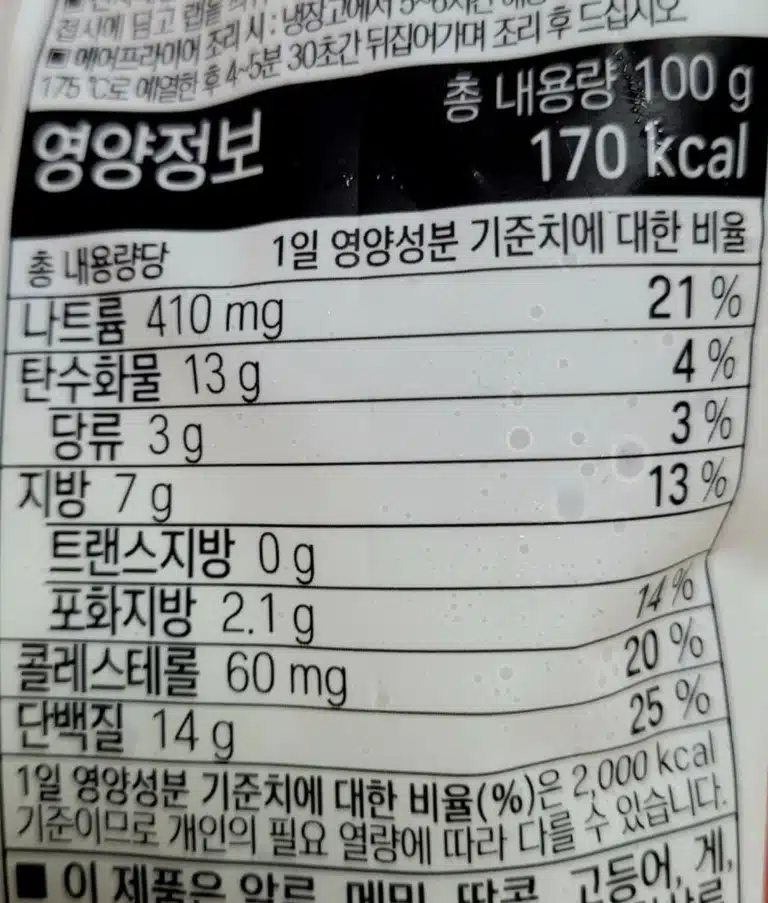 접시에 담고 랩을
■ 에어프라이어 조리 시 : 냉장고에서
175 ℃로 예열한 후 4~5분 30초간 뒤집어가며 조리 후 드십시오
총 내용량 100 g
영양정보 170 kcal
총 내용량당 1일 영양성분 기준치에 대한 비율
나트륨 410 mg 21 %
탄수화물 13 g 4 %
당류 3 g 3 %
지방 7 g 13 %
트랜스지방 0 g
포화지방 2.1 g 14 %
콜레스테롤 60 mg 20 %
단백질 14 g 25 %
1일 영양성분 기준치에 대한 비율(%)은 2,000 kcal
기준이므로 개인의 필요 열량에 따라 다를 수 있습니다.
■ 이 제품은 알류, 메밀, 땅콩, 고등어, 게,